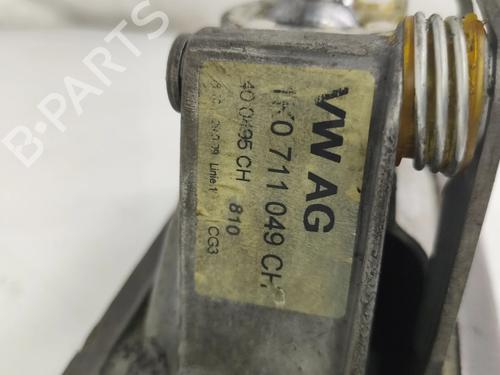 VW AG
1K0 711 049 CH
40 0495 CH 810
Linie 1 CG3
B-PARTS